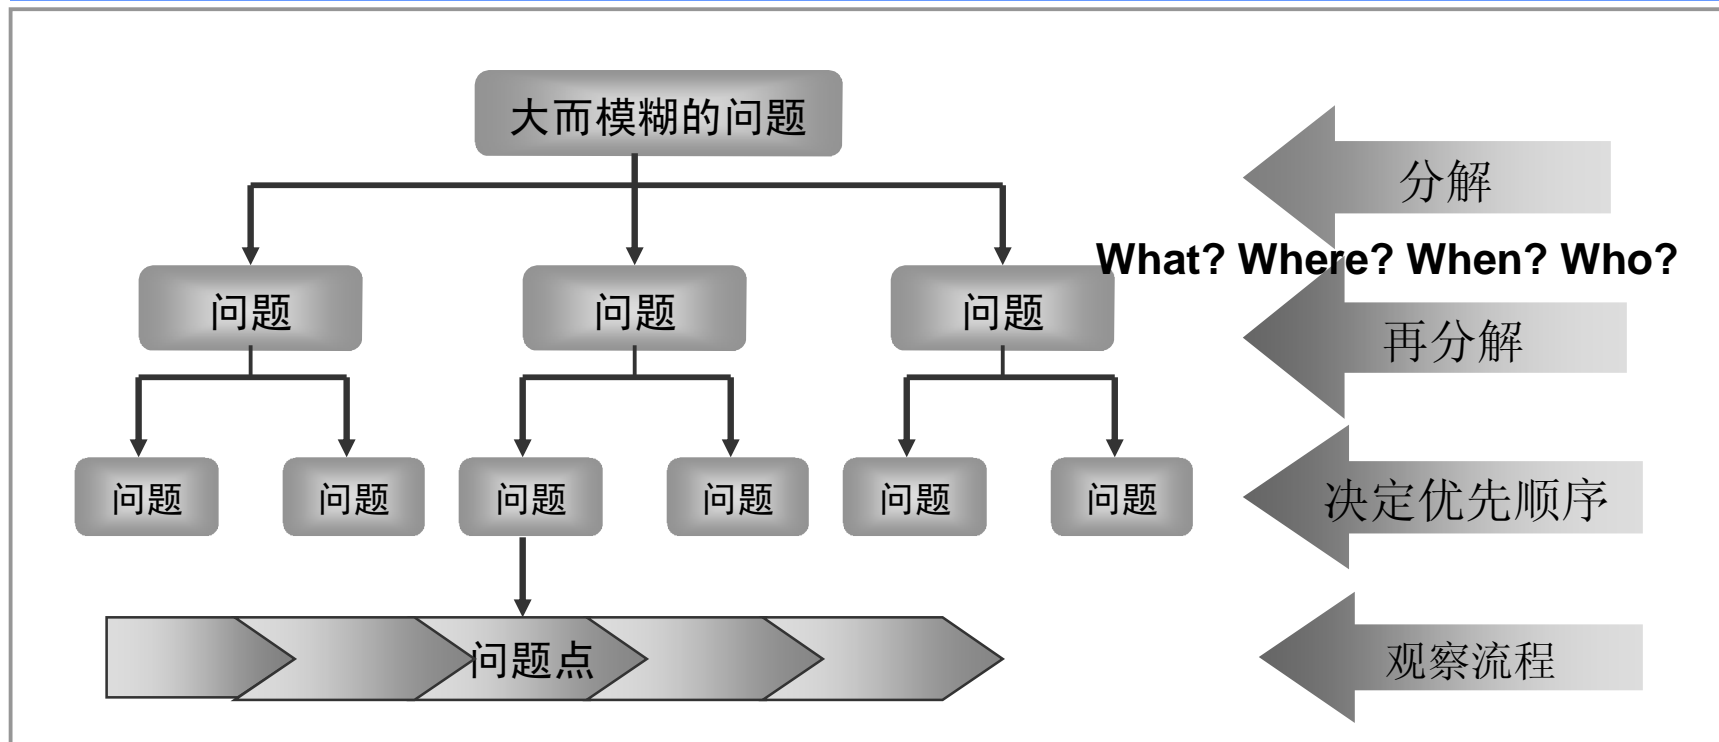 大而模糊的问题
分解
What? Where? When? Who?
问题 问题 问题
再分解
问题 问题 问题 问题 问题 问题
决定优先顺序
问题点
观察流程